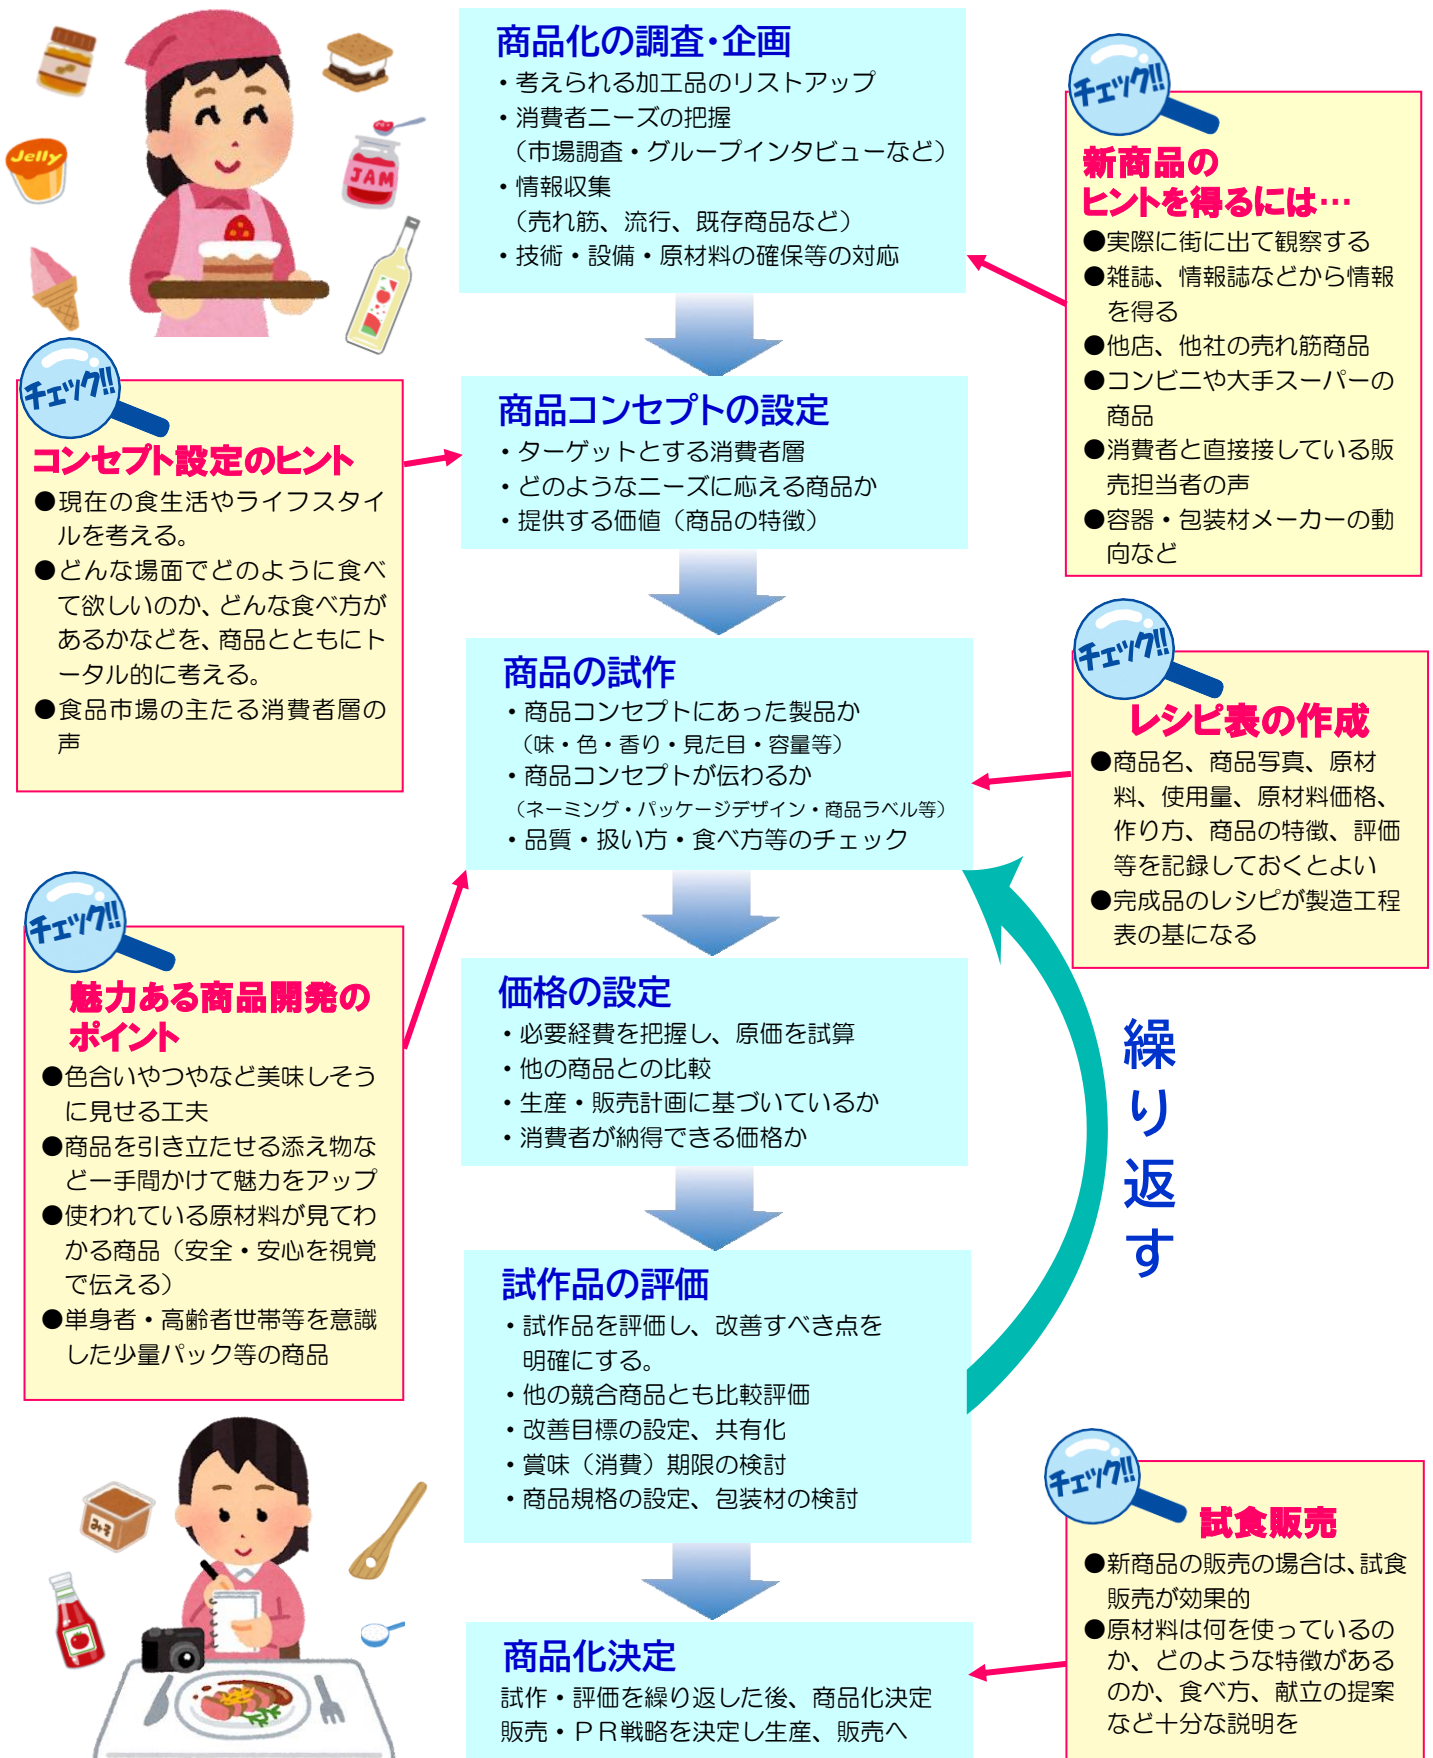 商品化の調査・企画
・考えられる加工品のリストアップ
・消費者ニーズの把握
（市場調査・グループインタビューなど）
・情報収集
（売れ筋、流行、既存商品など）
・技術・設備・原材料の確保等の対応
Jelly
JAM
チェック!!
新商品の
ヒントを得るには…
●実際に街に出て観察する
●雑誌、情報誌などから情報
を得る
●他店、他社の売れ筋商品
●コンビニや大手スーパーの
商品
●消費者と直接接している販
売担当者の声
●容器・包装材メーカーの動
向など
チェック!!
コンセプト設定のヒント
●現在の食生活やライフスタイ
ルを考える。
●どんな場面でどのように食べ
て欲しいのか、どんな食べ方が
あるかなどを、商品とともにト
ータル的に考える。
●食品市場の主たる消費者層の
声
商品コンセプトの設定
・ターゲットとする消費者層
・どのようなニーズに応える商品か
・提供する価値（商品の特徴）
商品の試作
・商品コンセプトにあった製品か
（味・色・香り・見た目・容量等）
・商品コンセプトが伝わるか
（ネーミング・パッケージデザイン・商品ラベル等）
・品質・扱い方・食べ方等のチェック
チェック!!
レシピ表の作成
●商品名、商品写真、原材
料、使用量、原材料価格、
作り方、商品の特徴、評価
等を記録しておくとよい
●完成品のレシピが製造工程
表の基になる
チェック!!
魅力ある商品開発の
ポイント
●色合いやつやなど美味しそう
に見せる工夫
●商品を引き立たせる添え物な
ど一手間かけて魅力をアップ
●使われている原材料が見てわ
かる商品（安全・安心を視覚
で伝える）
●単身者・高齢者世帯等を意識
した少量パック等の商品
価格の設定
・必要経費を把握し、原価を試算
・他の商品との比較
・生産・販売計画に基づいているか
・消費者が納得できる価格か
繰り返す
試作品の評価
・試作品を評価し、改善すべき点を
明確にする。
・他の競合商品とも比較評価
・改善目標の設定、共有化
・賞味（消費）期限の検討
・商品規格の設定、包装材の検討
みそ
チェック!!
試食販売
●新商品の販売の場合は、試食
販売が効果的
●原材料は何を使っているの
か、どのような特徴がある
のか、食べ方、献立の提案
など十分な説明を
商品化決定
試作・評価を繰り返した後、商品化決定
販売・ＰＲ戦略を決定し生産、販売へ